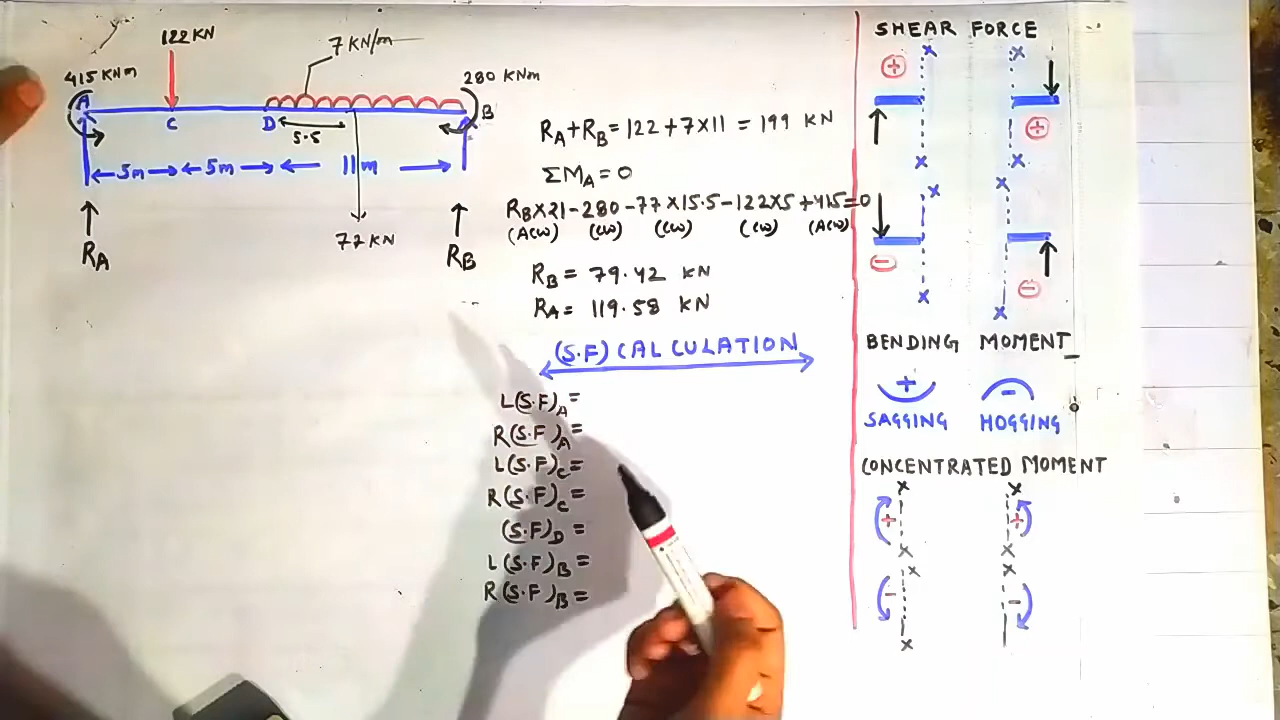 122 KN
7 KN/m
415 KNm
280 KNm
A
B
C
D
5.5
5m
5m
11m
77 KN
RA
RB
RA+RB=122+7×11 = 199 KN
ΣMA=0
RB×21-280-77×15.5-122×5+415=0
(ACW) (CW) (CW) (CW) (ACW)
RB= 79.42 KN
RA= 119.58 KN
(S.F) CALCULATION
L(S.F)A=
R(S.F)A=
L(S.F)C=
R(S.F)C=
(S.F)D=
L(S.F)B=
R(S.F)B=
SHEAR FORCE
+
+
-
-
BENDING MOMENT
+ -
SAGGING HOGGING
CONCENTRATED MOMENT
+ +
- -